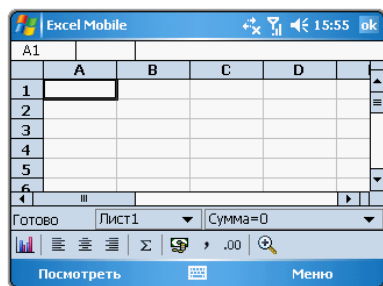 Excel Mobile 15:55 ok
A1
A B C D
1
2
3
4
5
6
Готово Лист1 Сумма=0
Σ , .00
Посмотреть Меню